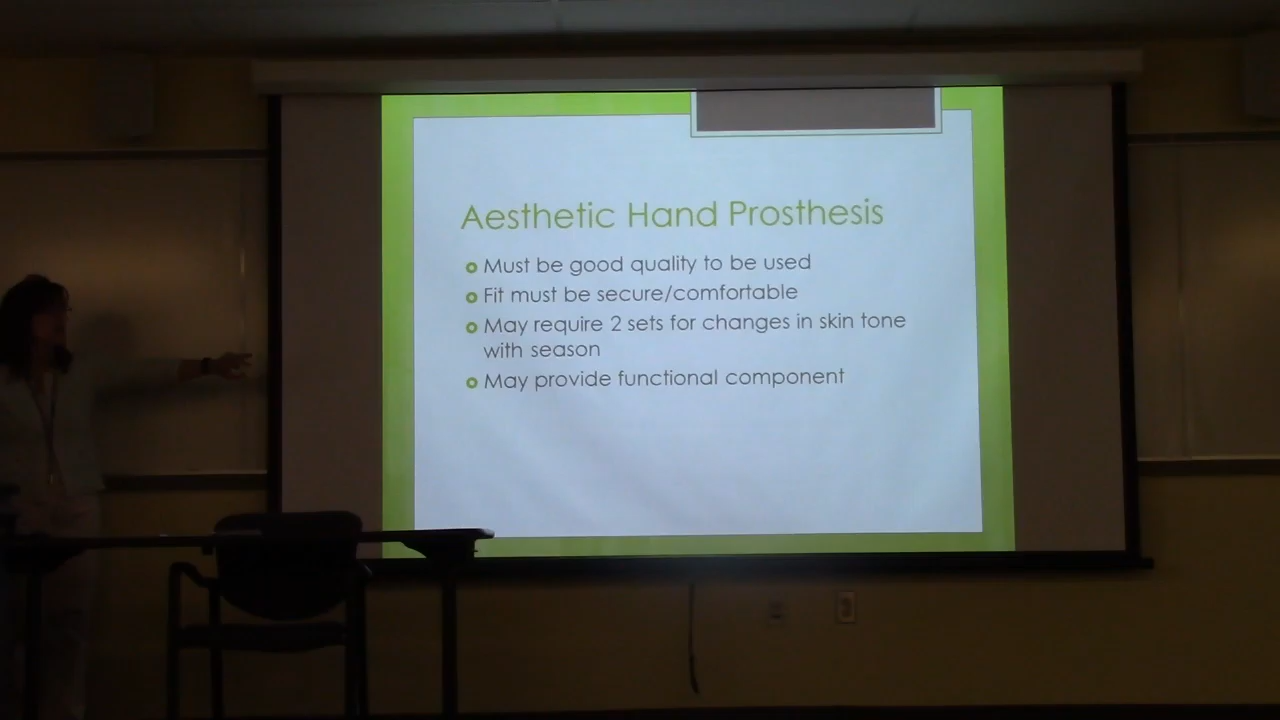 Aesthetic Hand Prosthesis
Must be good quality to be used
Fit must be secure/comfortable
May require 2 sets for changes in skin tone
with season
May provide functional component